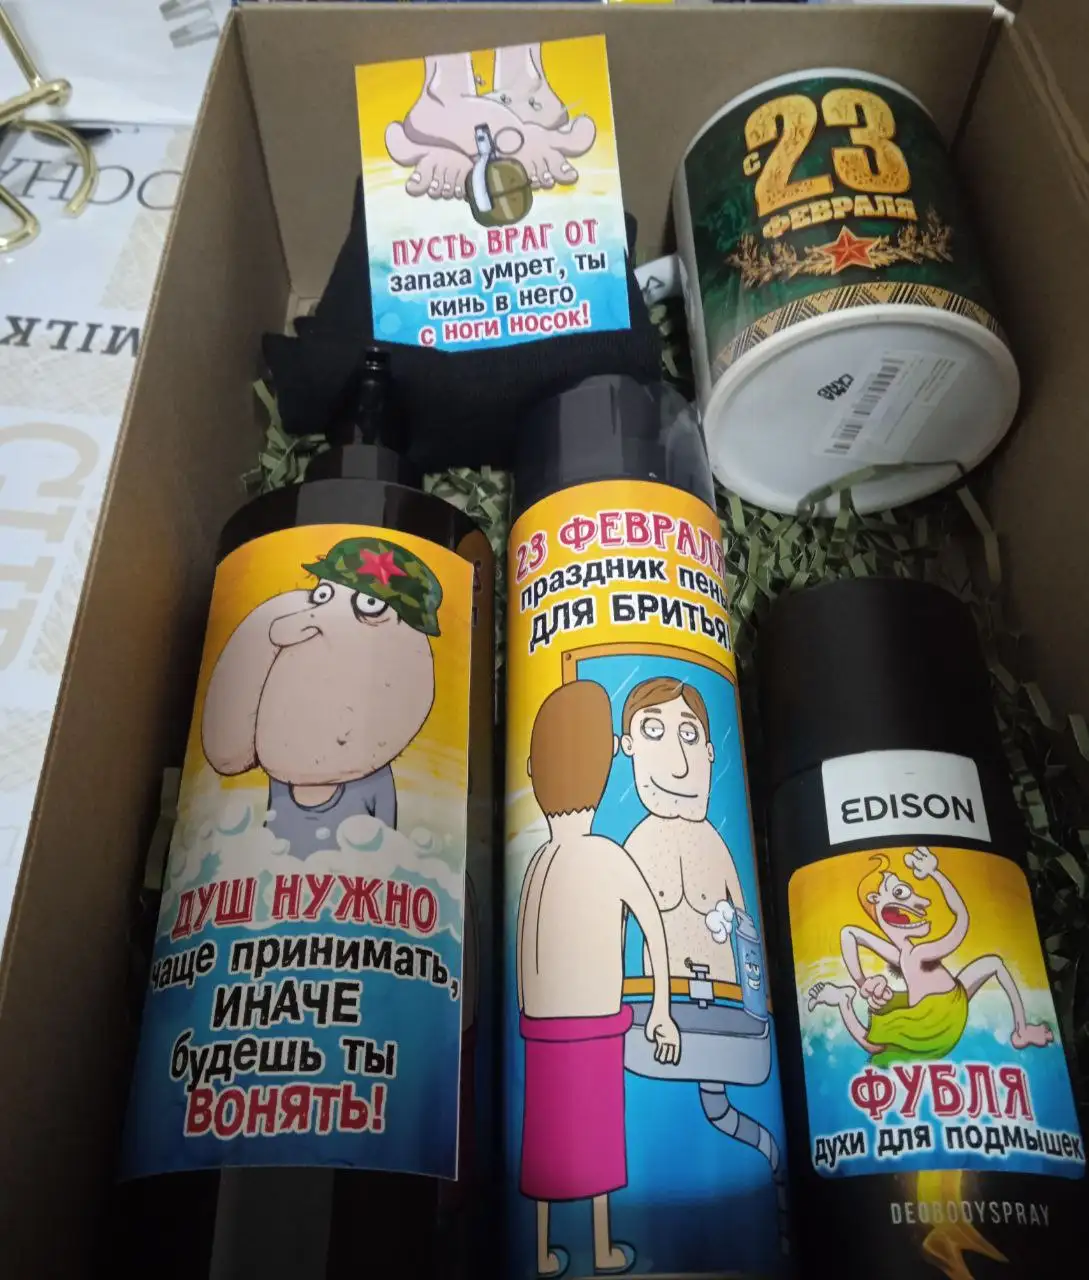 ПУСТЬ ВРАГ ОТ
запаха умрет, ты
кинь в него
с ноги носок!
С 23
ФЕВРАЛЯ
MILK
23 ФЕВРАЛЯ
праздник пены
ДЛЯ БРИТЬЯ!
ДУШ НУЖНО
чаще принимать,
ИНАЧЕ
будешь ты
ВОНЯТЬ!
EDISON
ФУБЛЯ
духи для подмышек
DEOBODYSPRAY